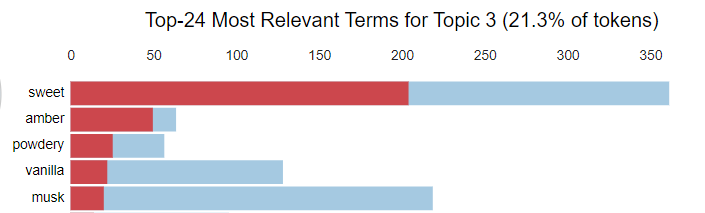 Top-24 Most Relevant Terms for Topic 3 (21.3% of tokens)
0 50 100 150 200 250 300 350
sweet
amber
powdery
vanilla
musk